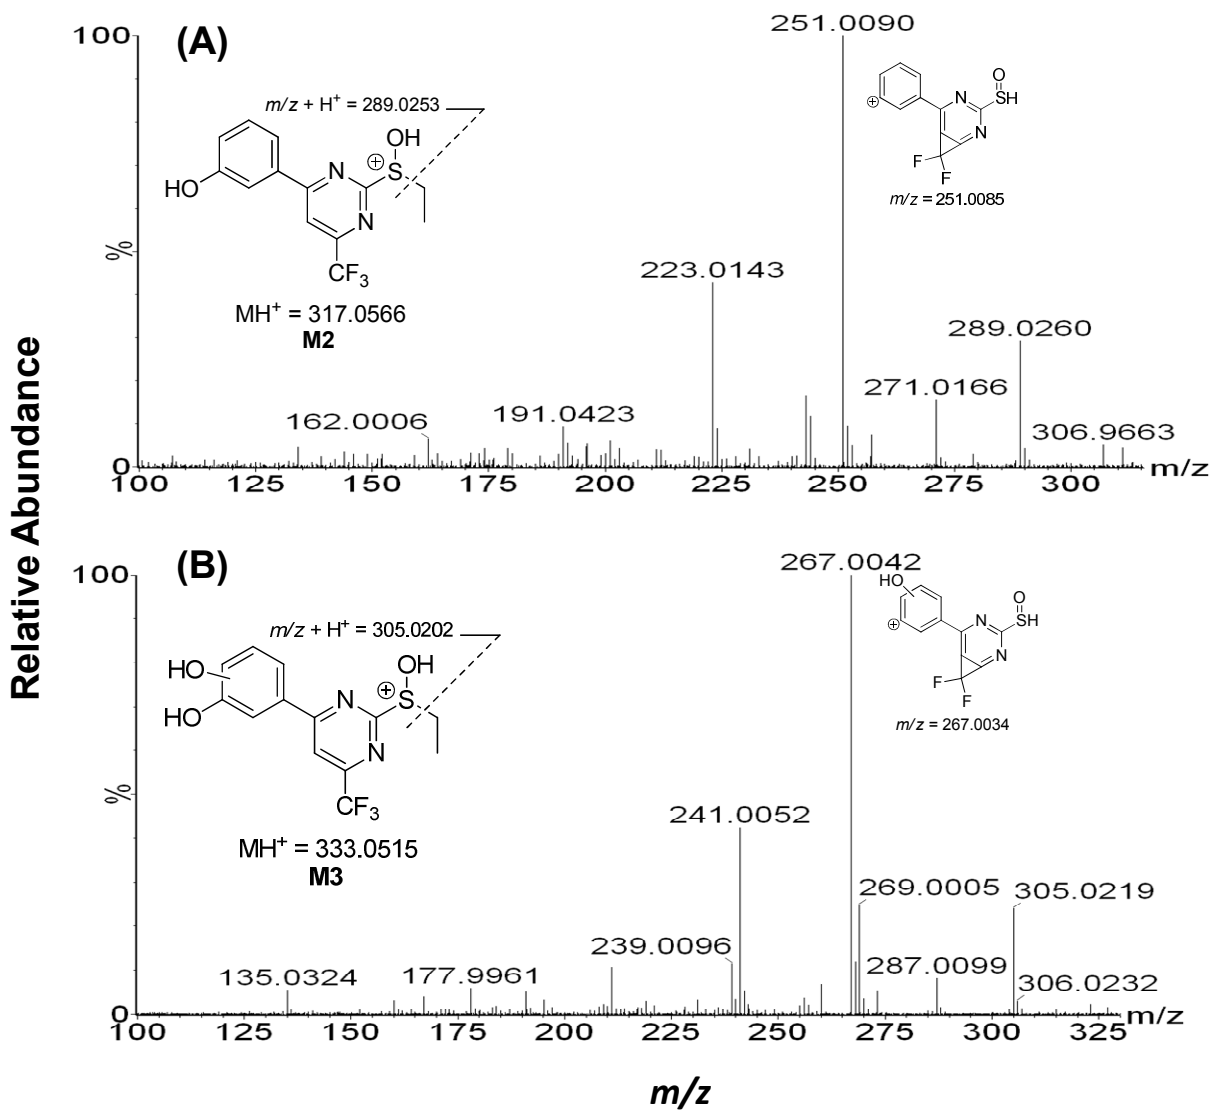 Relative Abundance
(A)
100
%
0
251.0090
223.0143
289.0260
271.0166
306.9663
191.0423
162.0006
m/z + H+ = 289.0253
OH
⊕
S
N
N
HO
CF3
MH+ = 317.0566
M2
⊕
O
SH
N
N
F
F
m/z = 251.0085
100 125 150 175 200 225 250 275 300 m/z
(B)
100
%
0
267.0042
241.0052
269.0005
305.0219
239.0096
287.0099
306.0232
135.0324
177.9961
m/z + H+ = 305.0202
HO
HO
OH
⊕
S
N
N
CF3
MH+ = 333.0515
M3
HO
⊕
O
SH
N
N
F
F
m/z = 267.0034
100 125 150 175 200 225 250 275 300 325 m/z
m/z